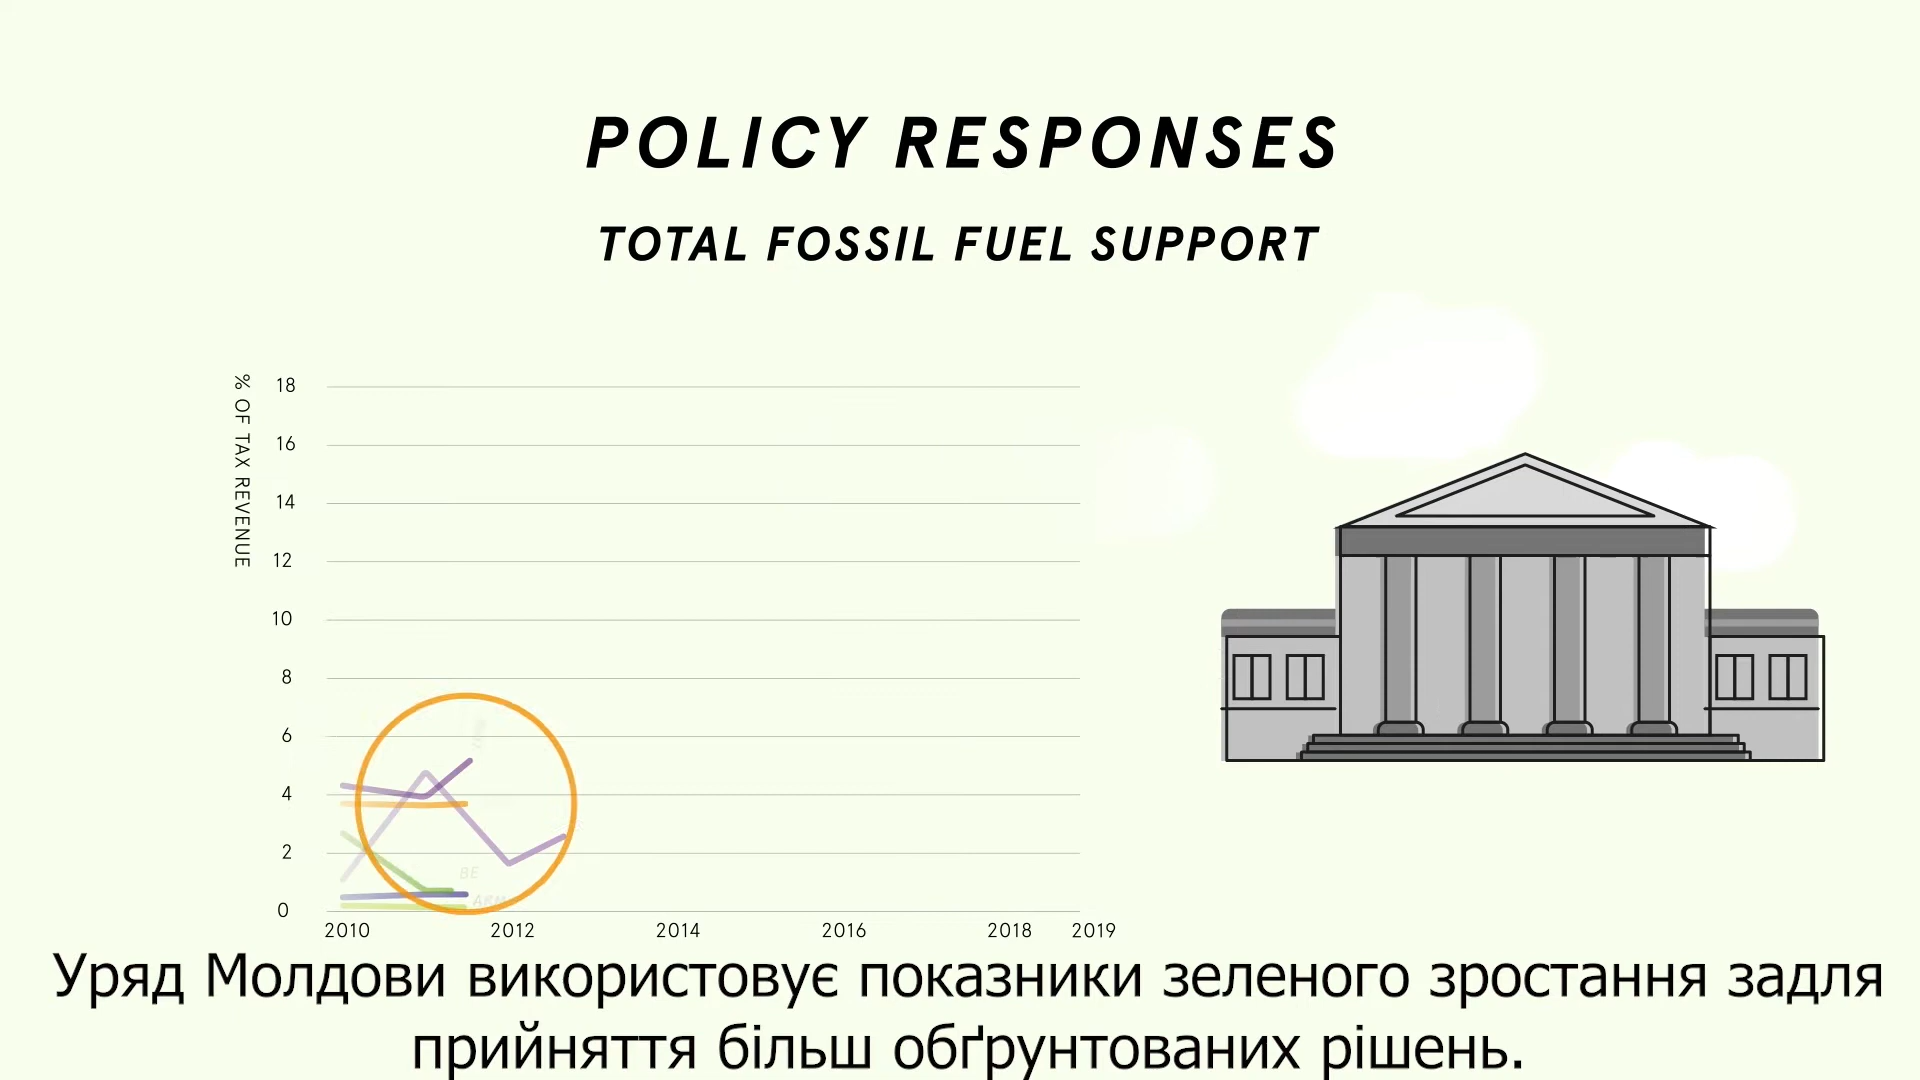 POLICY RESPONSES
TOTAL FOSSIL FUEL SUPPORT
% OF TAX REVENUE
18
16
14
12
10
8
6
4
2
0
BE
2010 2012 2014 2016 2018 2019
Уряд Молдови використовує показники зеленого зростання задля
прийняття більш обґрунтованих рішень.